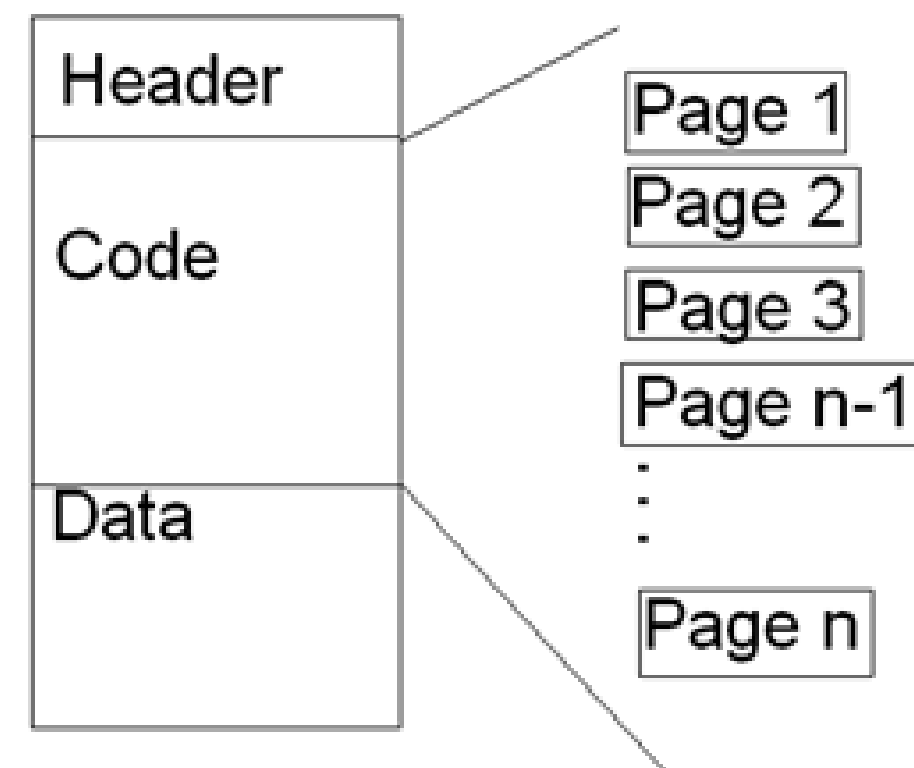 Header
Code
Data
Page 1
Page 2
Page 3
Page n-1
.
.
.
Page n